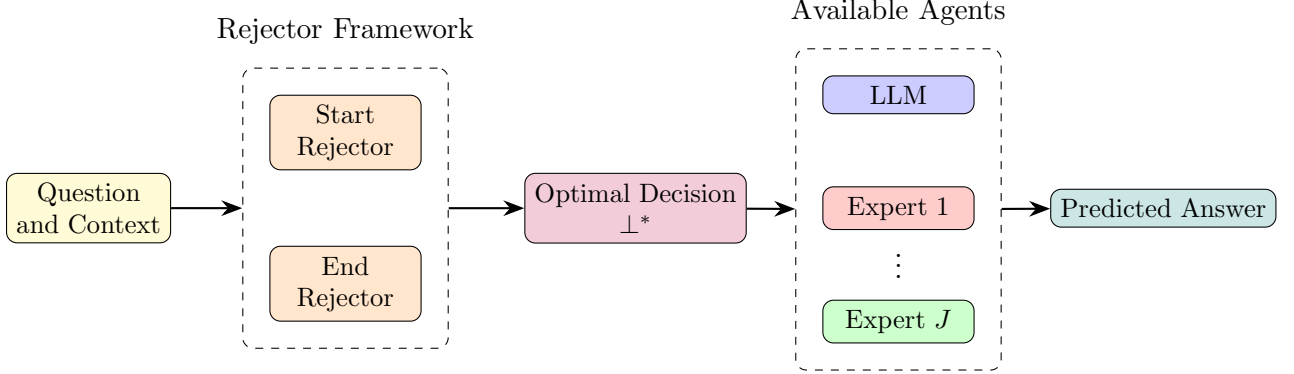 Rejector Framework
Available Agents
Question
and Context
Start
Rejector
End
Rejector
Optimal Decision
⊥*
LLM
Expert 1
⋮
Expert J
Predicted Answer